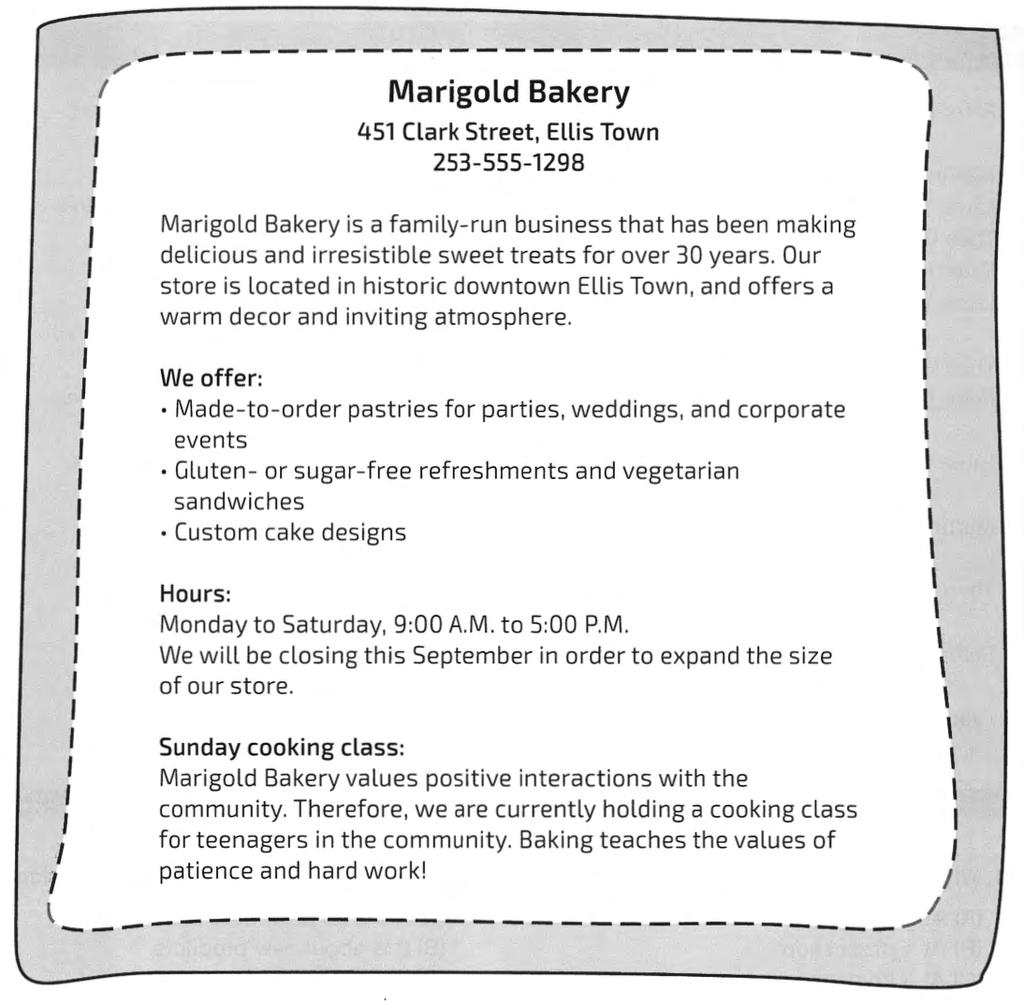 Marigold Bakery
451 Clark Street, Ellis Town
253-555-1298
Marigold Bakery is a family-run business that has been making
delicious and irresistible sweet treats for over 30 years. Our
store is located in historic downtown Ellis Town, and offers a
warm decor and inviting atmosphere.
We offer:
• Made-to-order pastries for parties, weddings, and corporate
events
• Gluten- or sugar-free refreshments and vegetarian
sandwiches
• Custom cake designs
Hours:
Monday to Saturday, 9:00 A.M. to 5:00 P.M.
We will be closing this September in order to expand the size
of our store.
Sunday cooking class:
Marigold Bakery values positive interactions with the
community. Therefore, we are currently holding a cooking class
for teenagers in the community. Baking teaches the values of
patience and hard work!